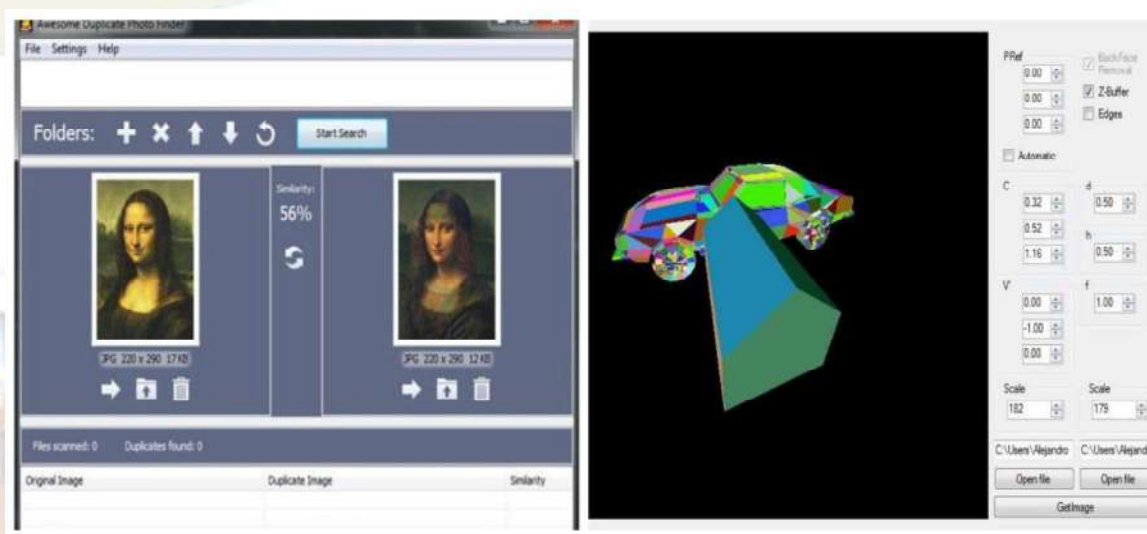 Awesome Duplicate Photo Finder
File Settings Help
Folders:
Start Search
Similarity:
56%
JPG 220 x 290 17 KB
JPG 220 x 290 12 KB
Files scanned: 0 Duplicates found: 0
Original Image Duplicate Image Similarity
PRef
0.00
0.00
0.00
BackFace
Removal
Z-Buffer
Edges
Automatic
C
0.32
0.52
1.16
d
0.50
h
0.50
V'
0.00
-1.00
0.00
f
1.00
Scale
182
Scale
179
C:\Users\Alejandro C:\Users\Alejand
Open file Open file
GetImage